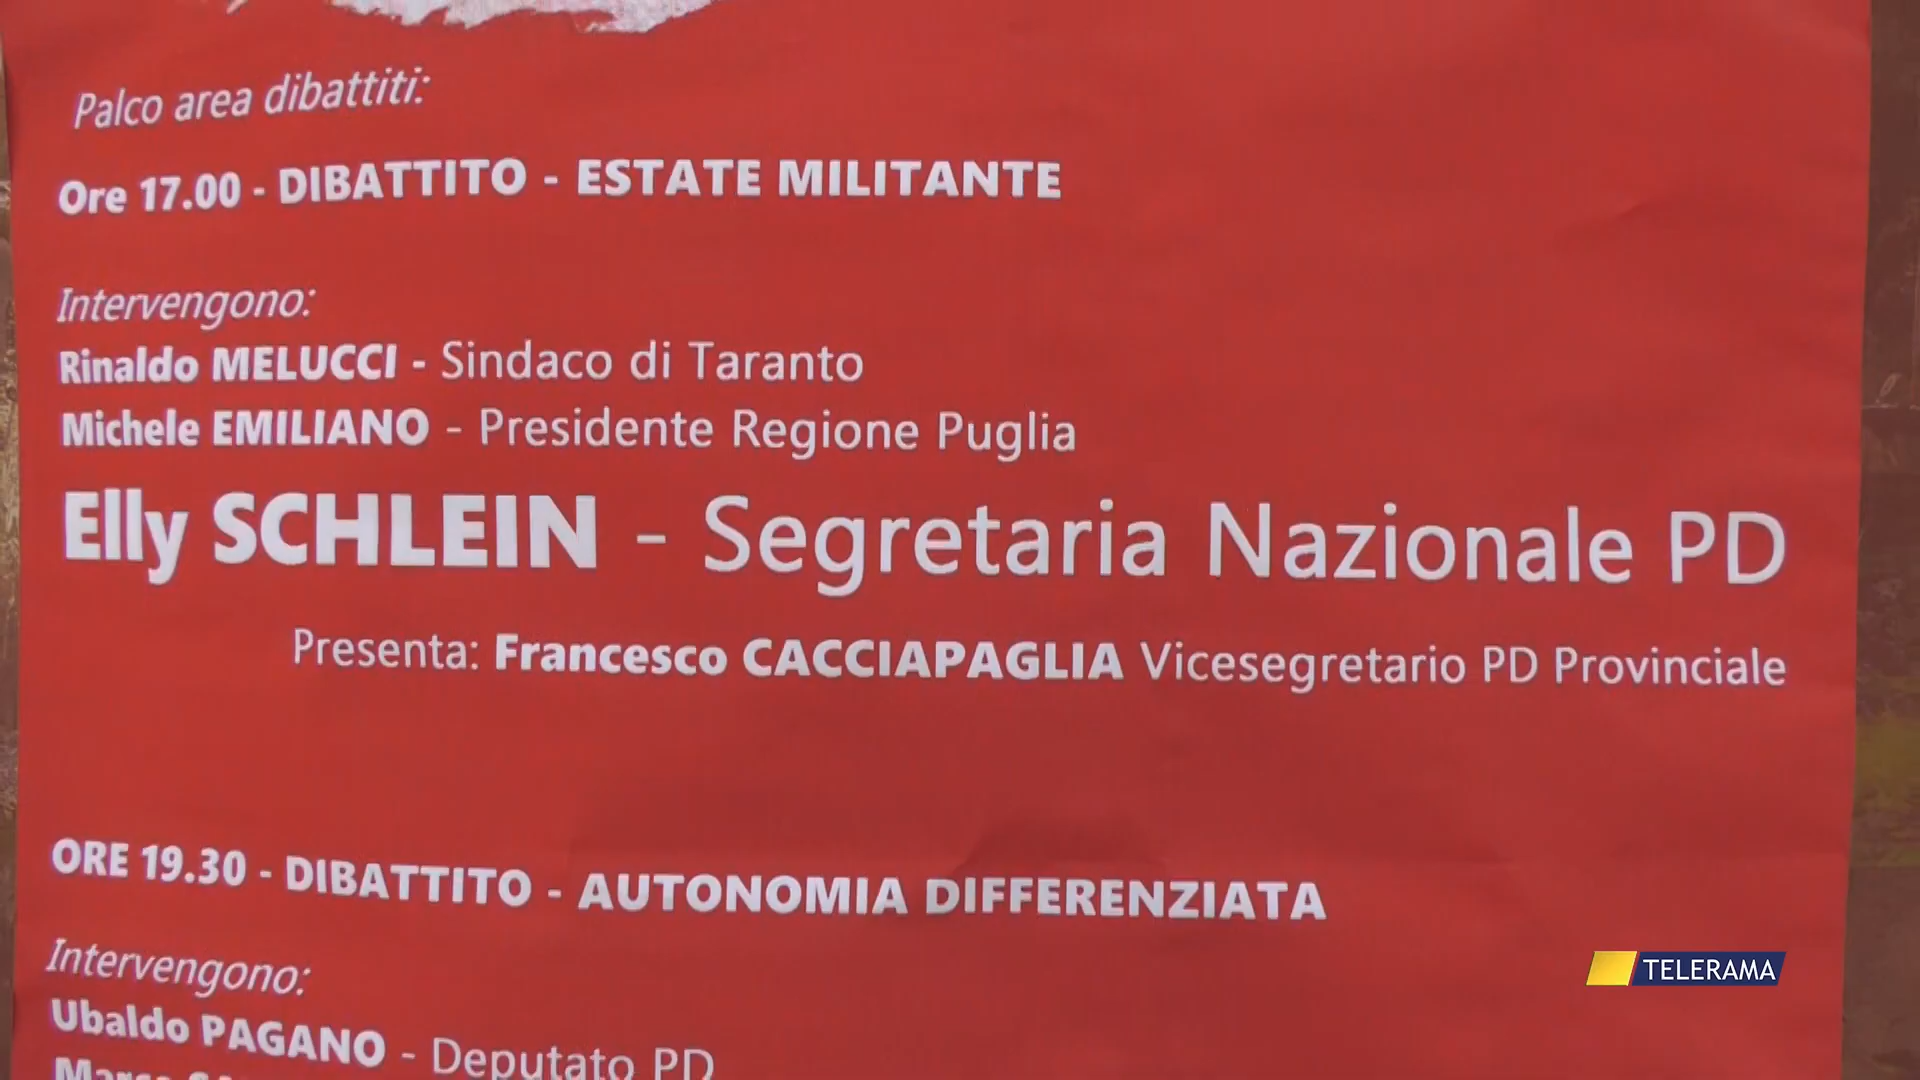 Palco area dibattiti:
Ore 17.00 - DIBATTITO - ESTATE MILITANTE
Intervengono:
Rinaldo MELUCCI - Sindaco di Taranto
Michele EMILIANO - Presidente Regione Puglia
Elly SCHLEIN - Segretaria Nazionale PD
Presenta: Francesco CACCIAPAGLIA Vicesegretario PD Provinciale
ORE 19.30 - DIBATTITO - AUTONOMIA DIFFERENZIATA
Intervengono:
TELERAMA
Ubaldo PAGANO - Deputato PD